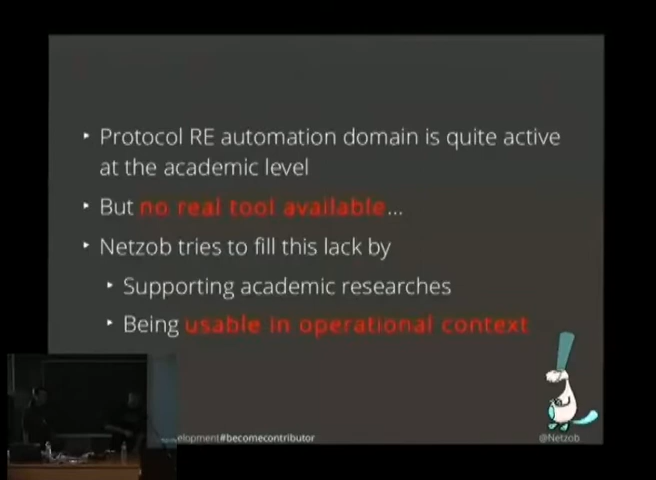 ‣ Protocol RE automation domain is quite active
at the academic level
‣ But no real tool available...
‣ Netzob tries to fill this lack by
‣ Supporting academic researches
‣ Being usable in operational context
elopment#becomecontributor
@Netzob